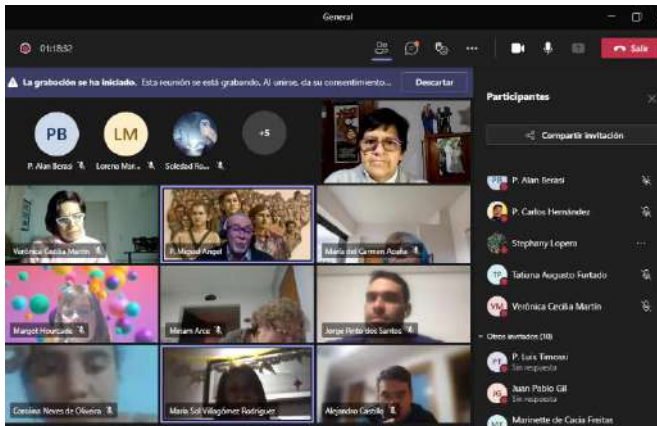 General
01:18:32
Salir
La grabación se ha iniciado. Esta reunión se está grabando. Al unirse, da su consentimiento...
Descartar
Participantes
PB
LM
+5
P. Alan Berasi
Lorena Mar...
Soledad Ro...
Compartir invitación
P. Alan Berasi
P. Carlos Hernández
Stephany Lopera
TF
Tatiana Augusto Furtado
VM
Verónica Cecilia Martin
Otros invitados (10)
P. Luis Timossi
Sin respuesta
JG
Juan Pablo Gil
Sin respuesta
Marinette de Cacia Freitas
Verónica Cecilia Martin
P. Miguel Angel
María del Carmen Acuña
Margot Hourcade
Miriam Arce
Jorge Pinto dos Santos
Neves de Oliveira
María Sol Villagómez Rodríguez
Alejandro Castillo